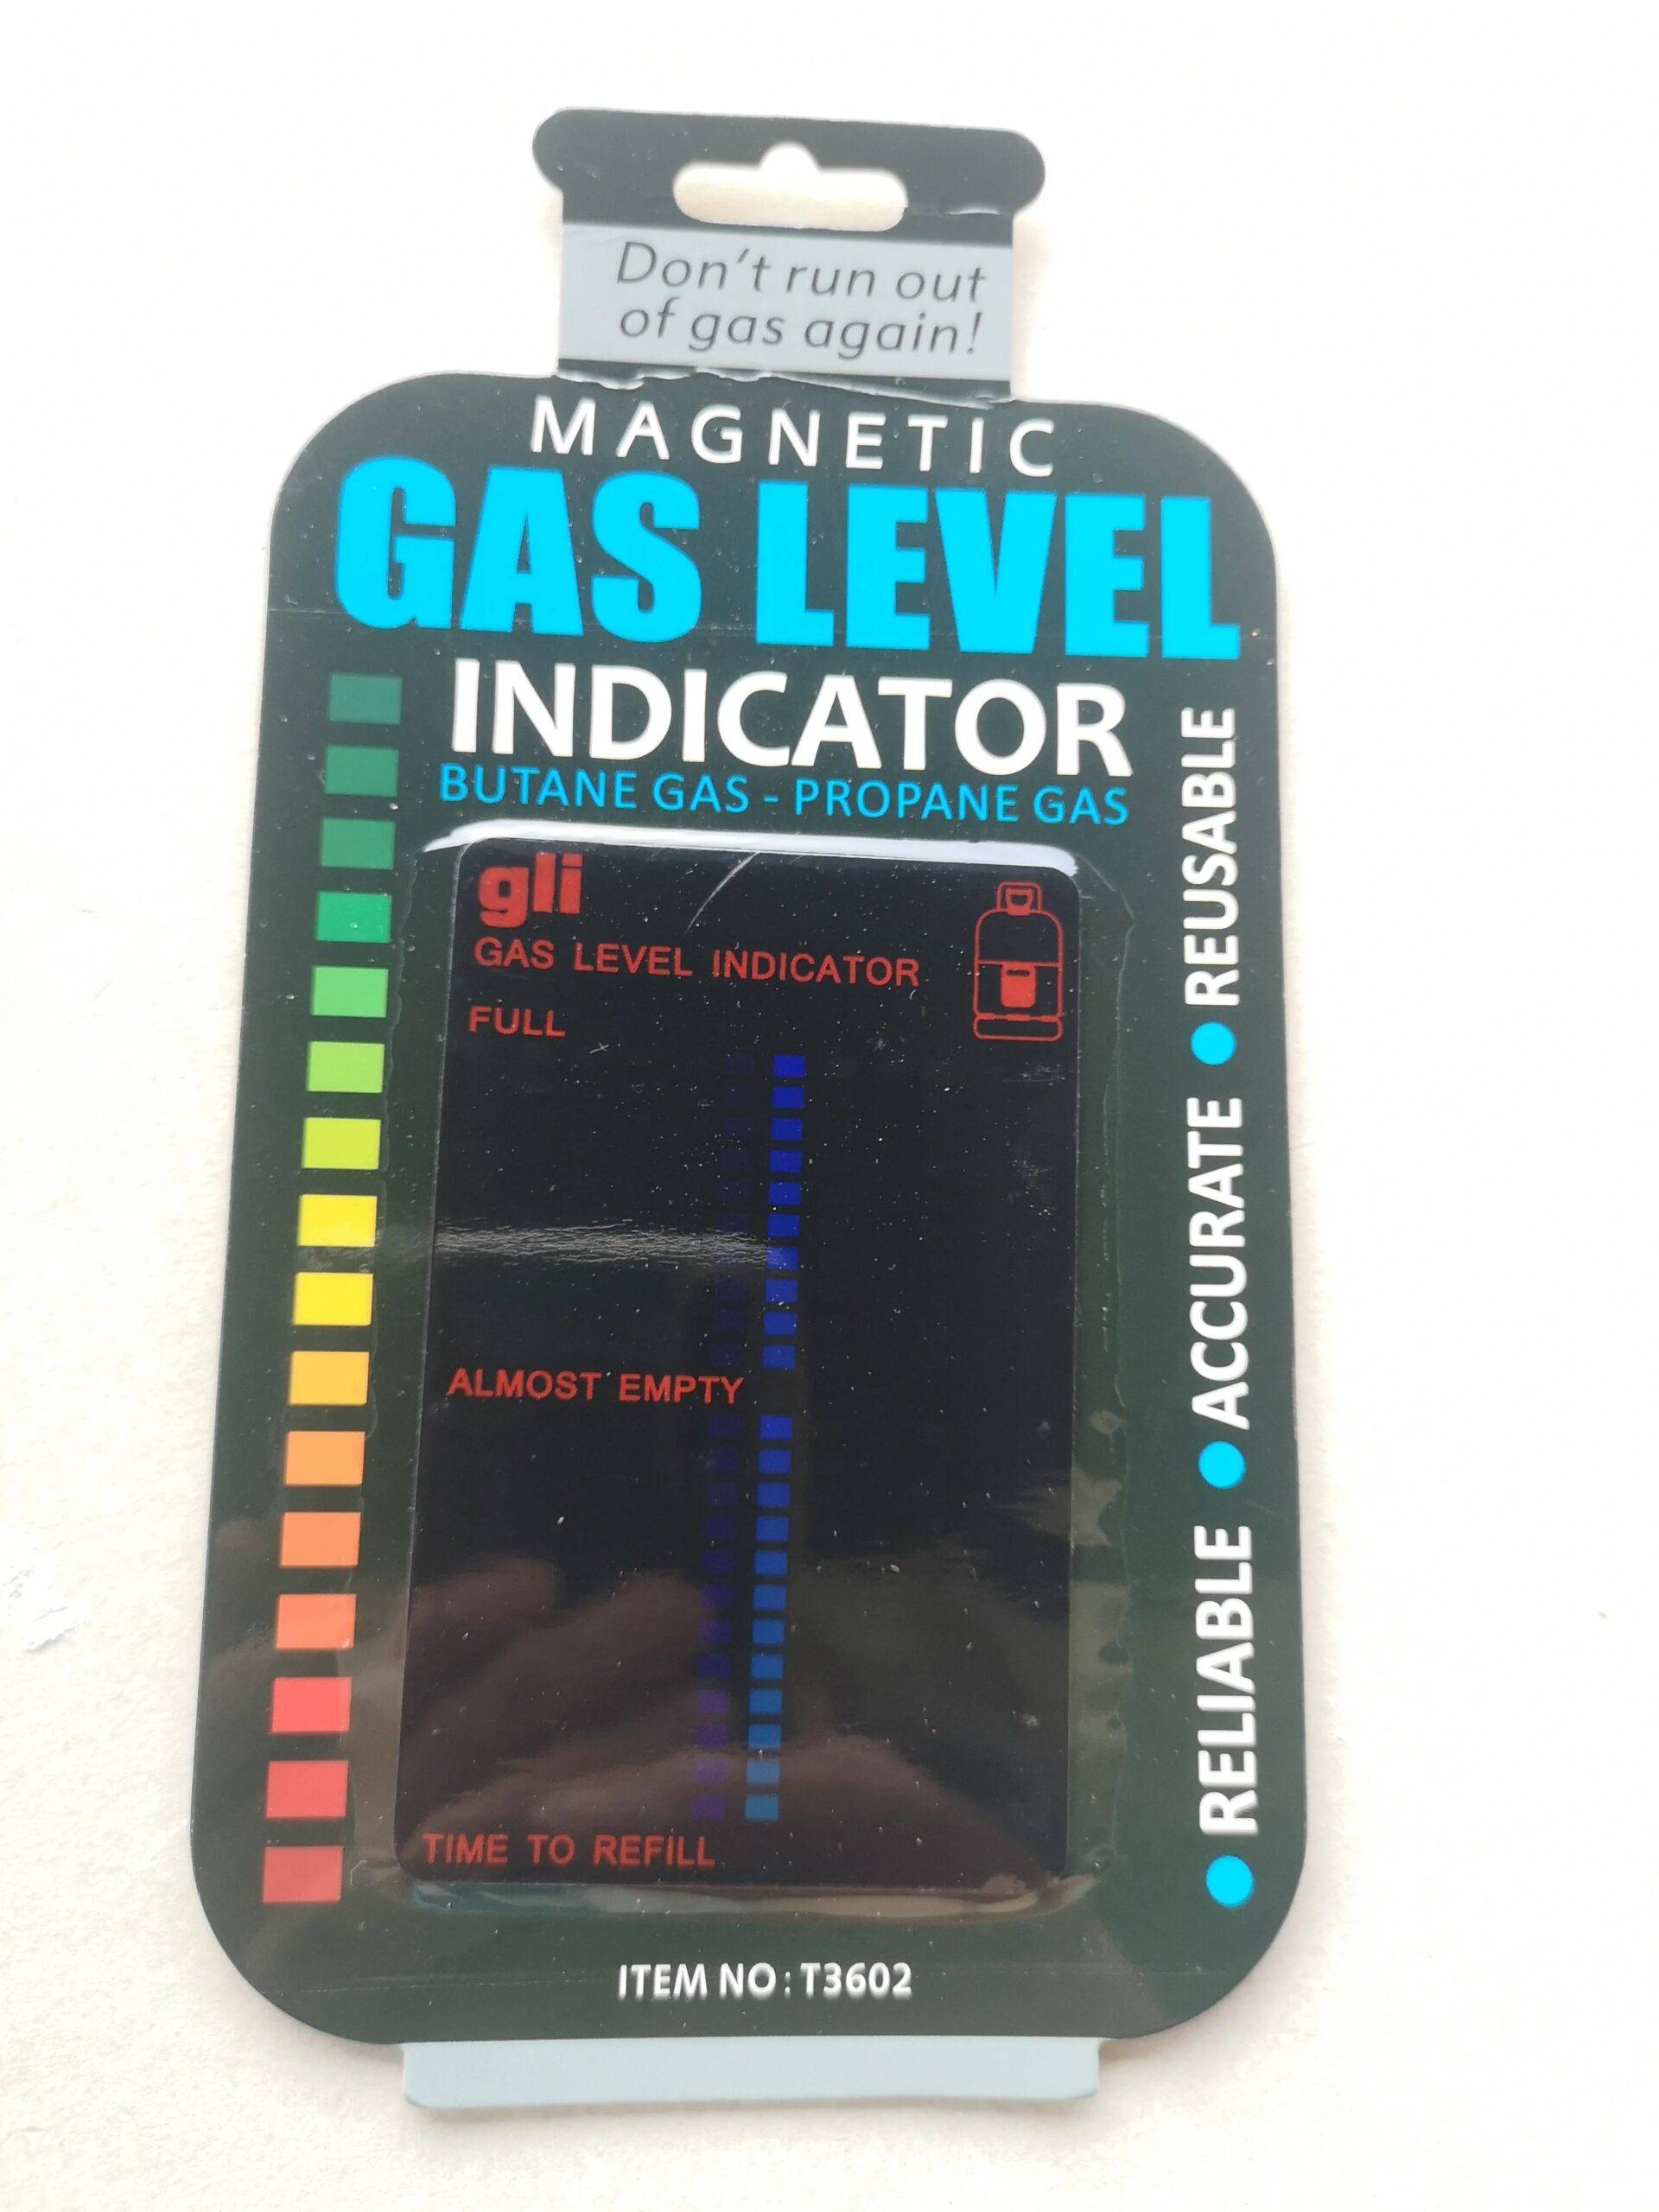 Don't run out
of gas again!
MAGNETIC
GAS LEVEL
INDICATOR
BUTANE GAS - PROPANE GAS
gli
GAS LEVEL INDICATOR
FULL
ALMOST EMPTY
TIME TO REFILL
RELIABLE ● ACCURATE ● REUSABLE
ITEM NO: T3602